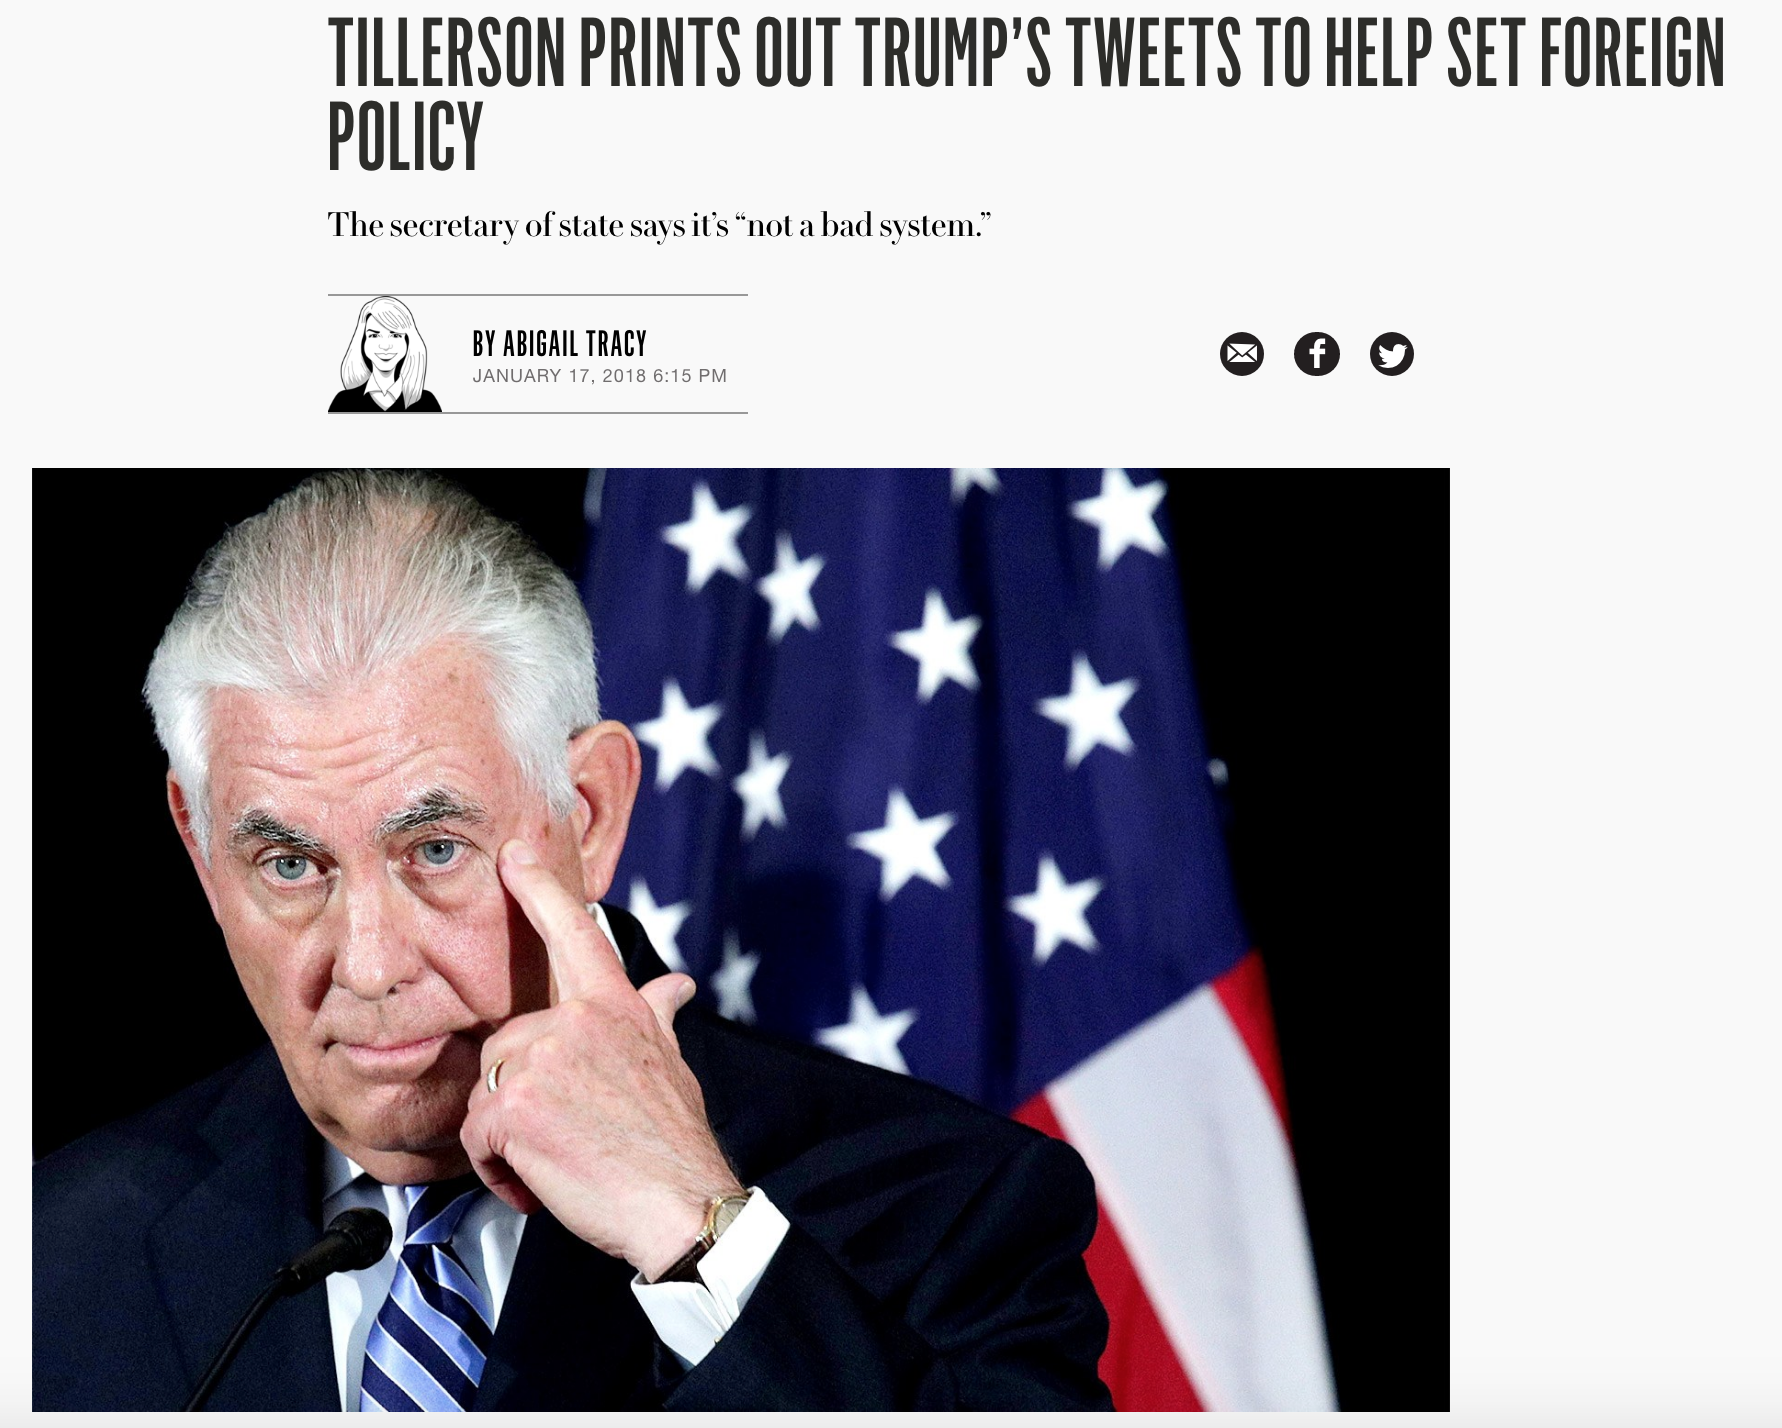 TILLERSON PRINTS OUT TRUMP’S TWEETS TO HELP SET FOREIGN
POLICY
The secretary of state says it’s “not a bad system.”
BY ABIGAIL TRACY
JANUARY 17, 2018 6:15 PM